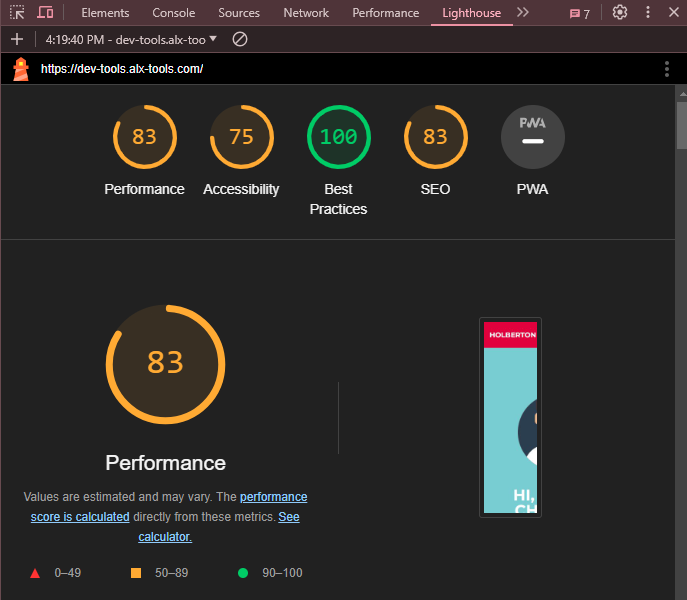 Elements Console Sources Network Performance Lighthouse 7
4:19:40 PM - dev-tools.alx-too
https://dev-tools.alx-tools.com/
83 75 100 83 PWA
Performance Accessibility Best Practices SEO PWA
83
Performance
Values are estimated and may vary. The performance
score is calculated directly from these metrics. See
calculator.
0–49 50–89 90–100
HOLBERTON
HI,
CH